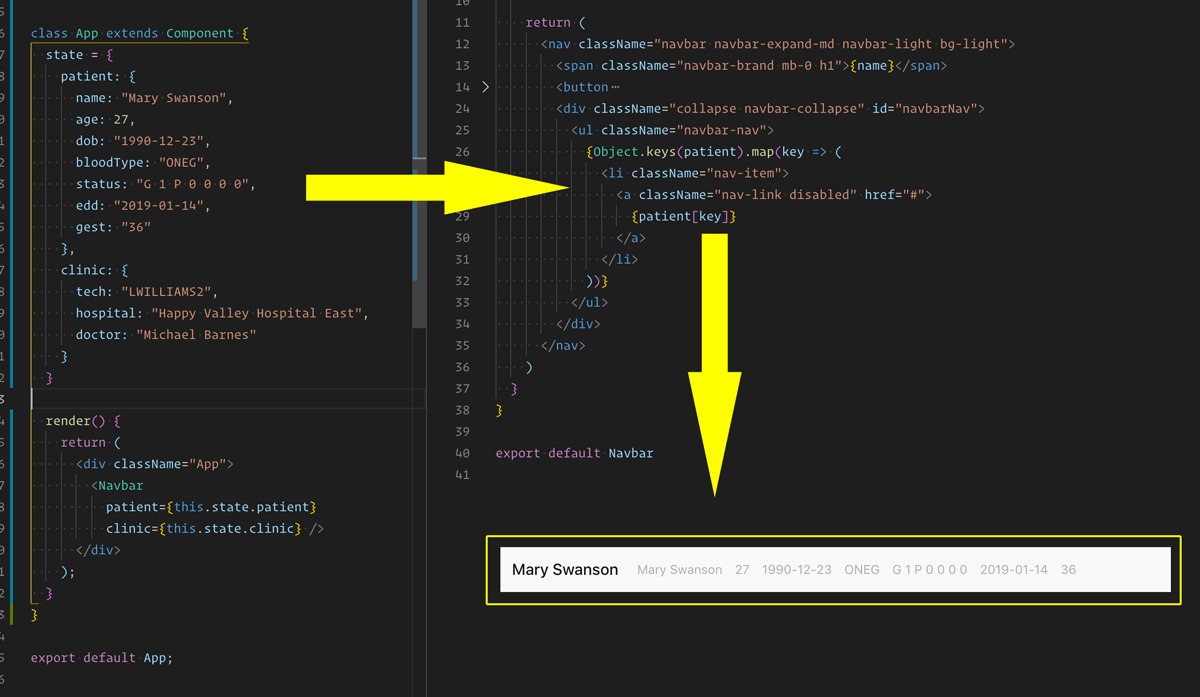 class App extends Component {
state = {
patient: {
name: "Mary Swanson",
age: 27,
dob: "1990-12-23",
bloodType: "ONEG",
status: "G 1 P 0 0 0 0",
edd: "2019-01-14",
gest: "36"
},
clinic: {
tech: "LWILLIAMS2",
hospital: "Happy Valley Hospital East",
doctor: "Michael Barnes"
}
}
render() {
return (
<div className="App">
<Navbar
patient={this.state.patient}
clinic={this.state.clinic} />
</div>
);
}
}
export default App;
11 return (
12 <nav className="navbar navbar-expand-md navbar-light bg-light">
13 <span className="navbar-brand mb-0 h1">{name}</span>
14 <button…
24 <div className="collapse navbar-collapse" id="navbarNav">
25 <ul className="navbar-nav">
26 {Object.keys(patient).map(key => (
<li className="nav-item">
<a className="nav-link disabled" href="#">
29 {patient[key]}
30 </a>
31 </li>
32 ))}
33 </ul>
34 </div>
35 </nav>
36 )
37 }
38 }
39
40 export default Navbar
41
Mary Swanson Mary Swanson 27 1990-12-23 ONEG G 1 P 0 0 0 0 2019-01-14 36